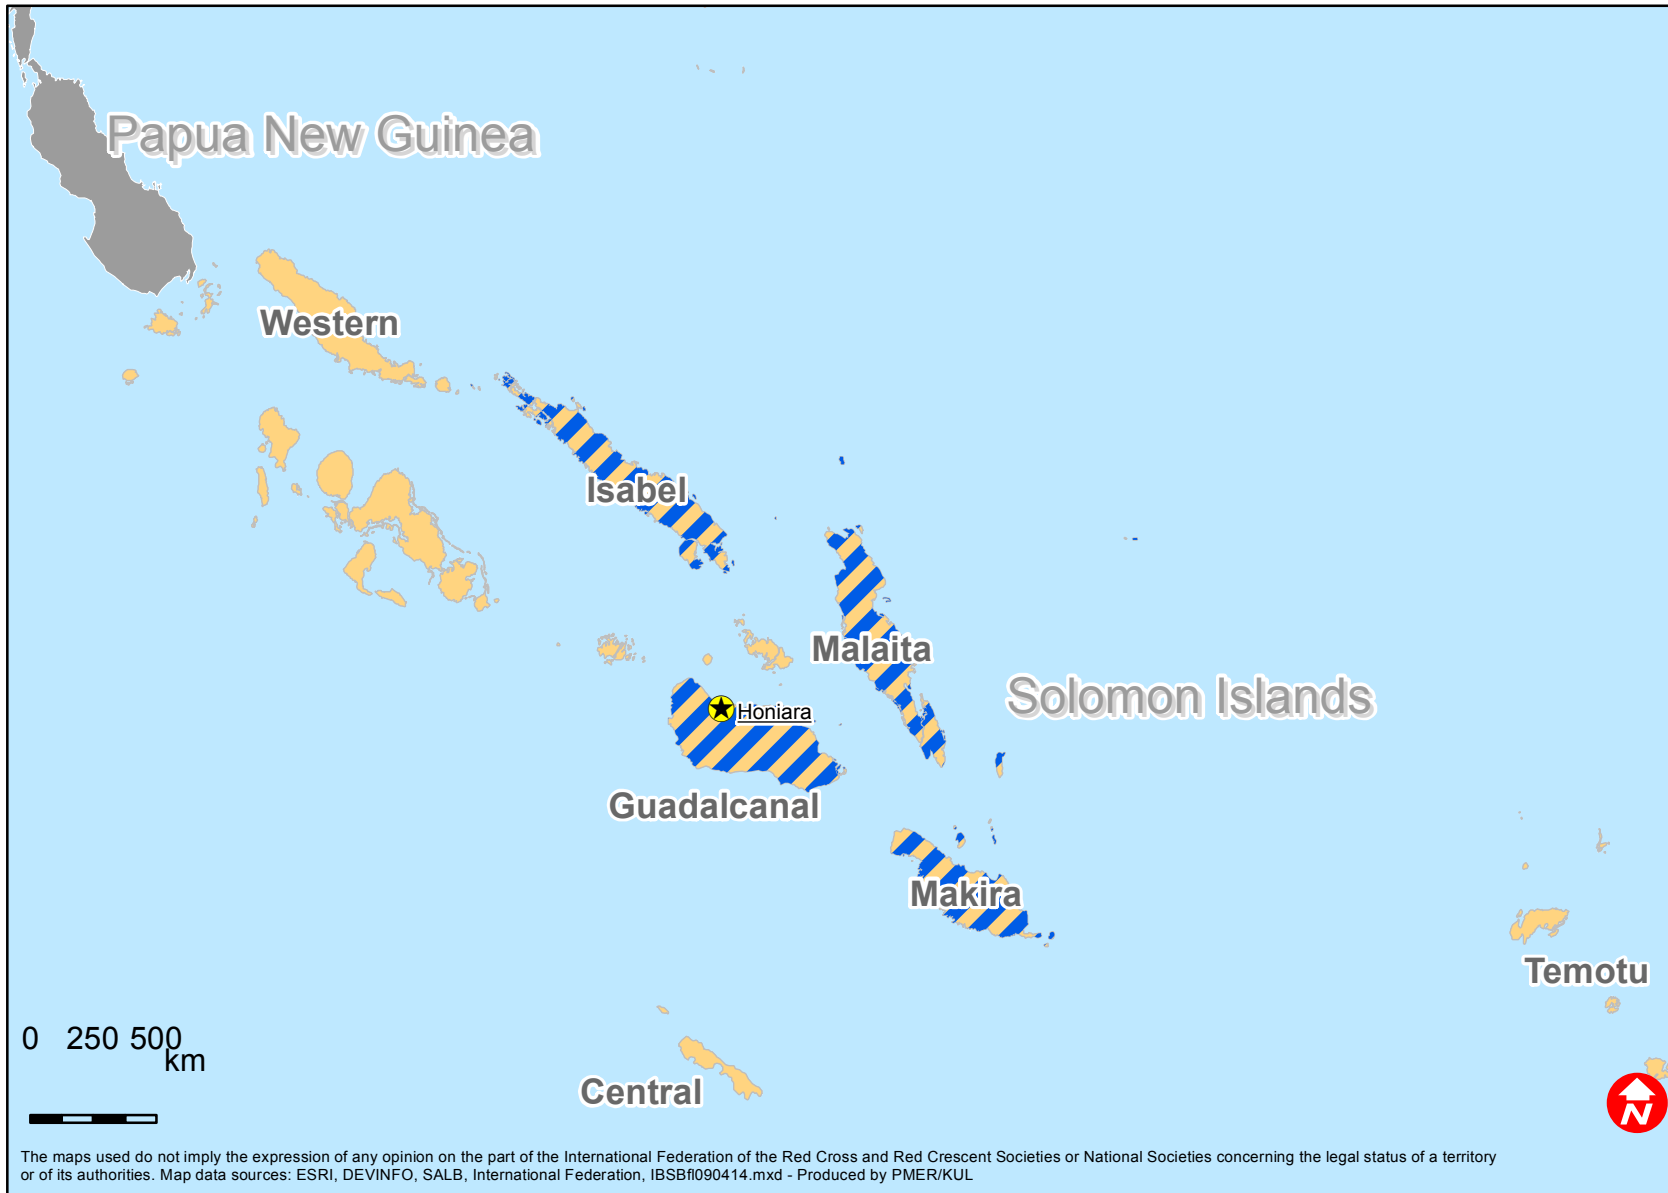 Papua New Guinea
Western
Isabel
Malaita
Solomon Islands
Honiara
Guadalcanal
Makira
Temotu
0 250 500
km
Central
N
The maps used do not imply the expression of any opinion on the part of the International Federation of the Red Cross and Red Crescent Societies or National Societies concerning the legal status of a territory
or of its authorities. Map data sources: ESRI, DEVINFO, SALB, International Federation, IBSBfl090414.mxd - Produced by PMER/KUL